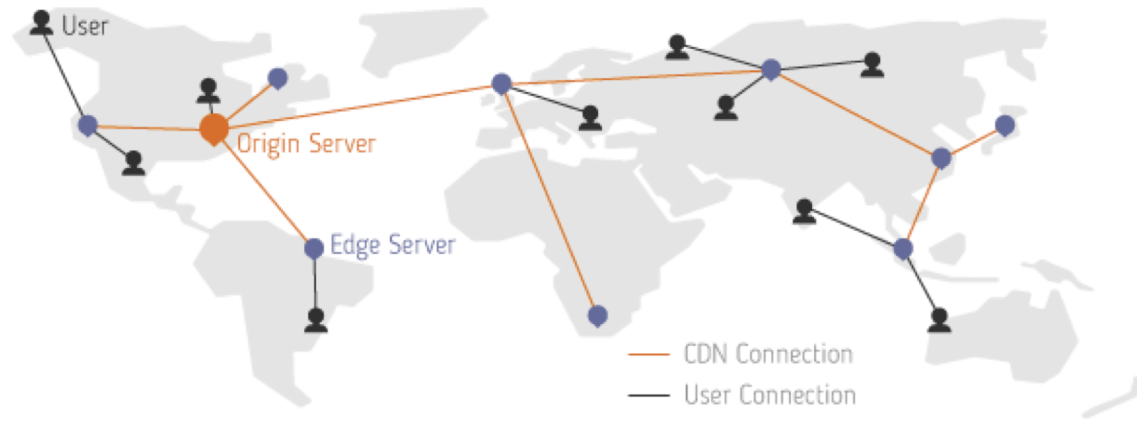 User
Origin Server
Edge Server
CDN Connection
User Connection